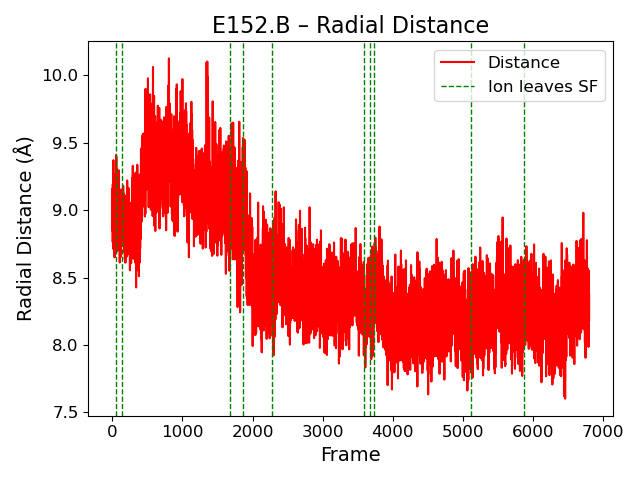 E152.B – Radial Distance
Distance
Ion leaves SF
Radial Distance (Å)
10.0
9.5
9.0
8.5
8.0
7.5
0
1000
2000
3000
4000
5000
6000
7000
Frame